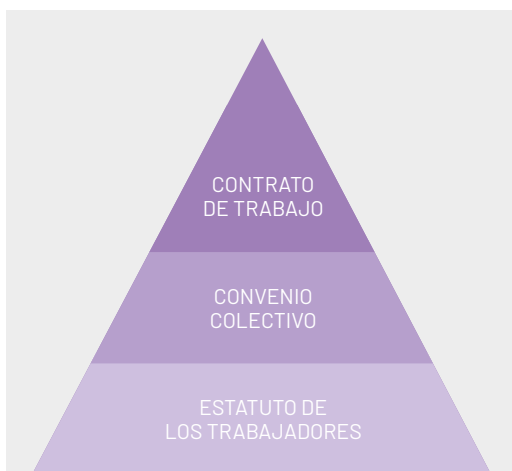 CONTRATO
DE TRABAJO
CONVENIO
COLECTIVO
ESTATUTO DE
LOS TRABAJADORES